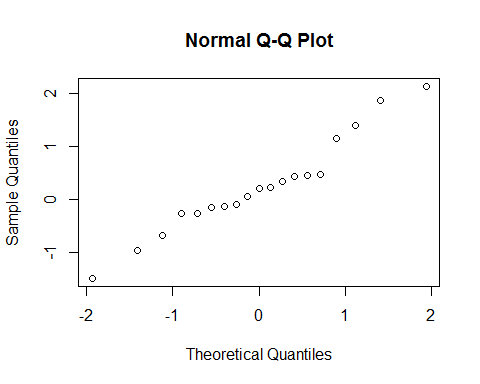 Normal Q-Q Plot
Sample Quantiles
2
1
0
-1
-2 -1 0 1 2
Theoretical Quantiles